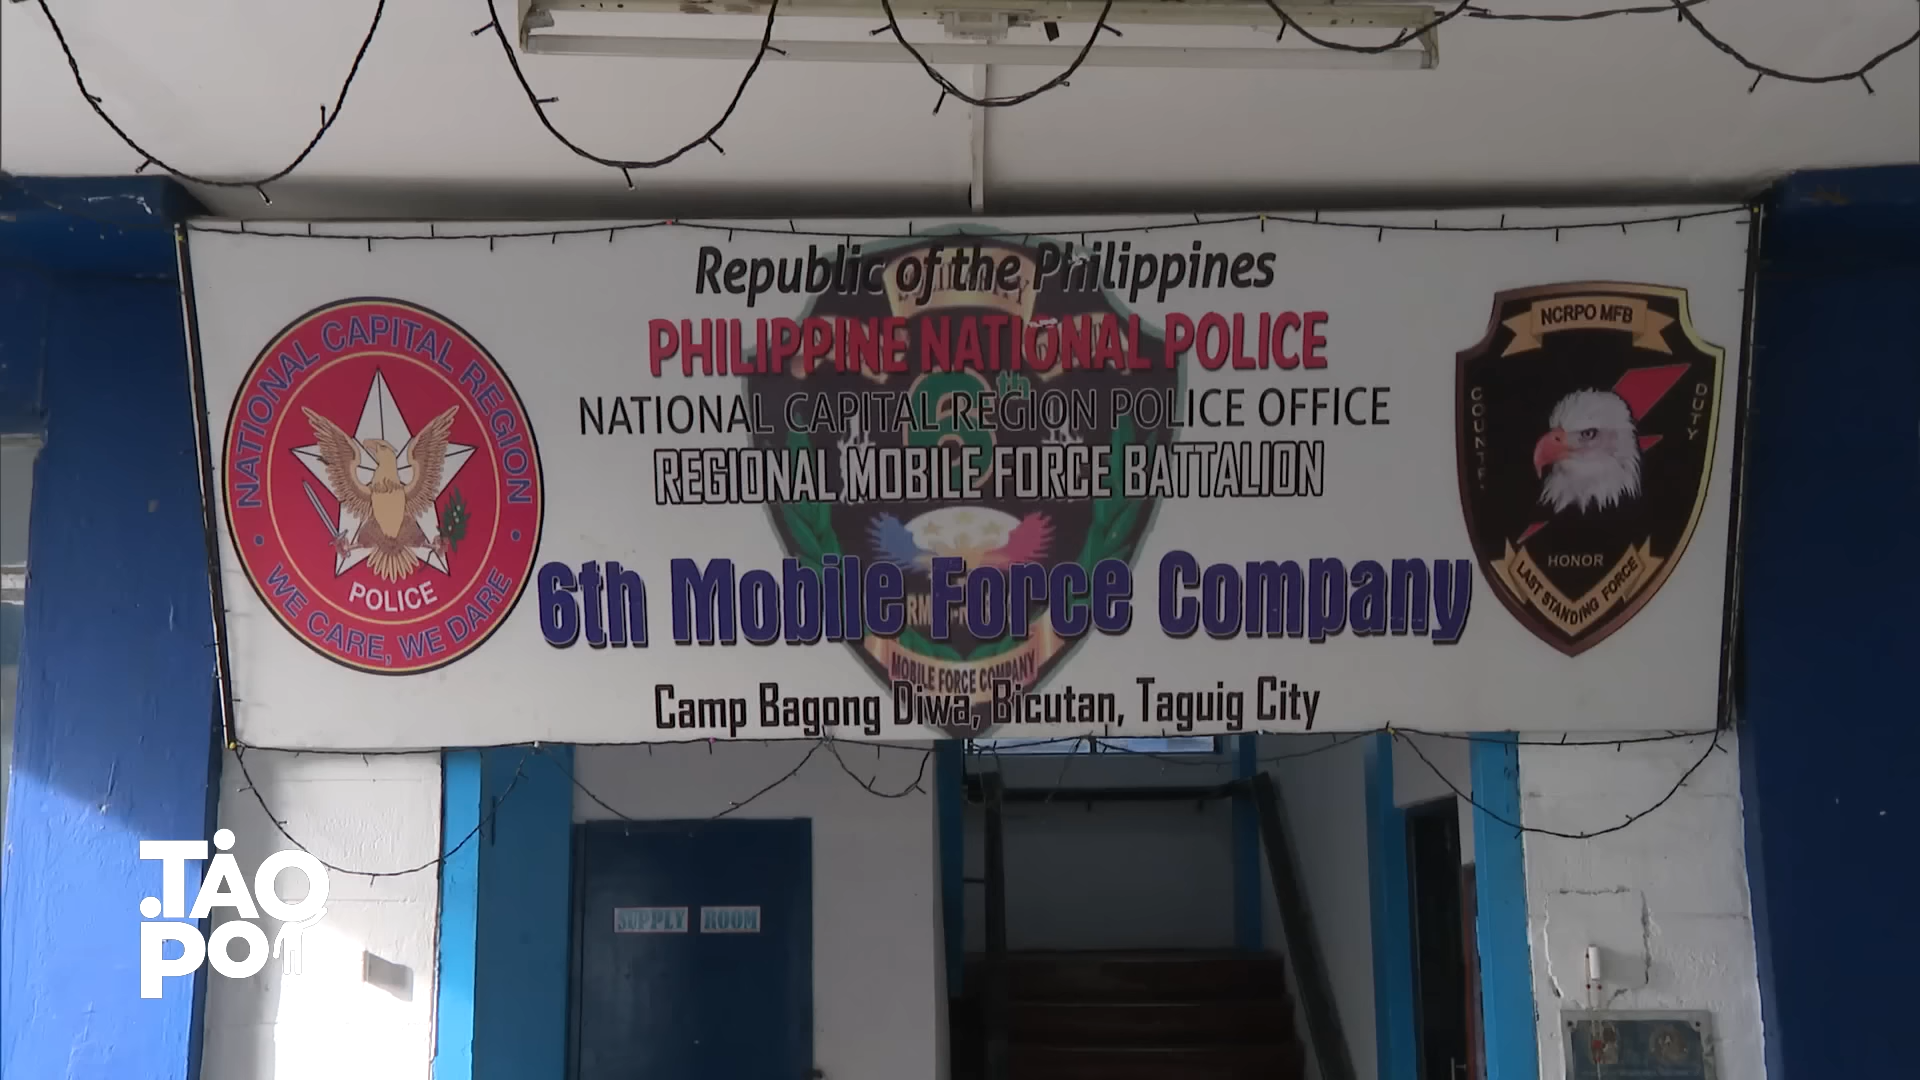 Republic of the Philippines
PHILIPPINE NATIONAL POLICE
NATIONAL CAPITAL REGION POLICE OFFICE
REGIONAL MOBILE FORCE BATTALION
6th Mobile Force Company
Camp Bagong Diwa, Bicutan, Taguig City
NATIONAL CAPITAL REGION
POLICE
WE CARE, WE DARE
6th
MOBILE FORCE COMPANY
NCRPO MFB
DUTY
HONOR
LAST STANDING FORCE
SUPPLY ROOM
TAO
PO